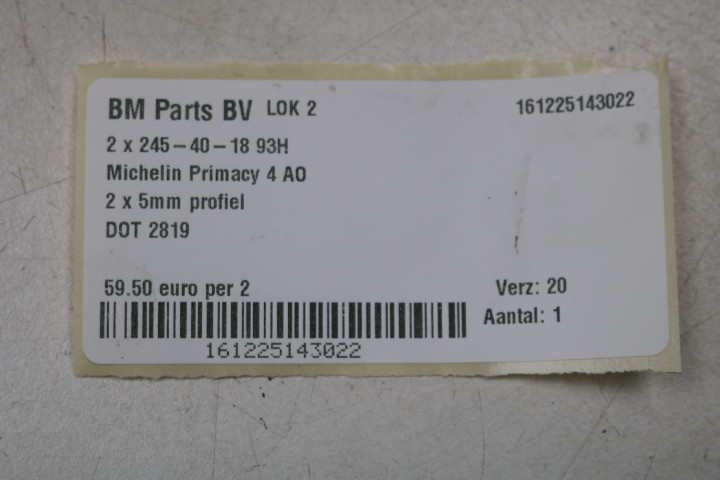 BM Parts BV LOK 2 161225143022
2 x 245-40-18 93H
Michelin Primacy 4 AO
2 x 5mm profiel
DOT 2819
59.50 euro per 2 Verz: 20
Aantal: 1
161225143022